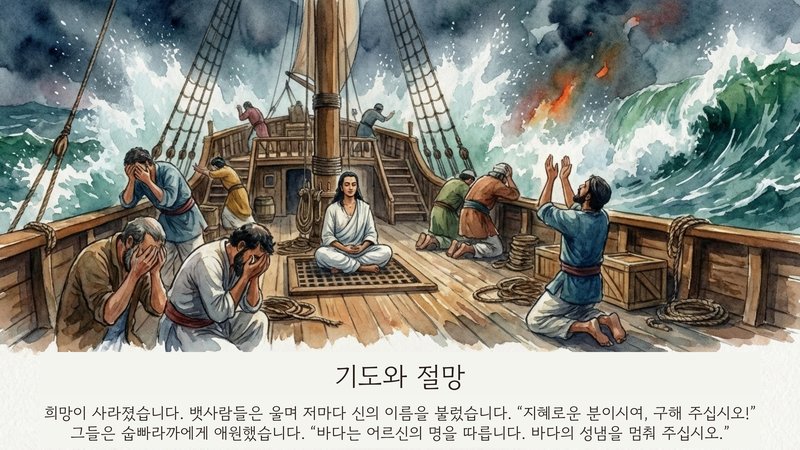 기도와 절망
희망이 사라졌습니다. 뱃사람들은 울며 저마다 신의 이름을 불렀습니다. “지혜로운 분이시여, 구해 주십시오!”
그들은 숩빠라까에게 애원했습니다. “바다는 어르신의 명을 따릅니다. 바다의 성냄을 멈춰 주십시오.”